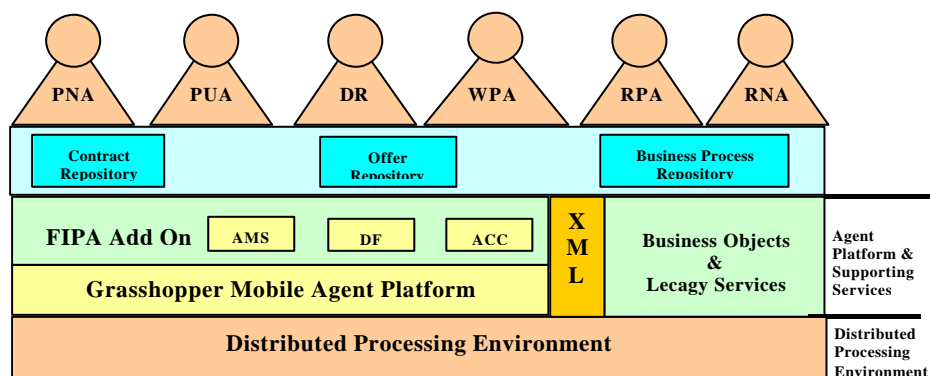 PNA PUA DR WPA RPA RNA
Contract
Repository
Offer
Repository
Business Process
Repository
FIPA Add On
AMS
DF
ACC
Grasshopper Mobile Agent Platform
X
M
L
Business Objects
&
Lecagy Services
Agent
Platform &
Supporting
Services
Distributed Processing Environment
Distributed
Processing
Environment